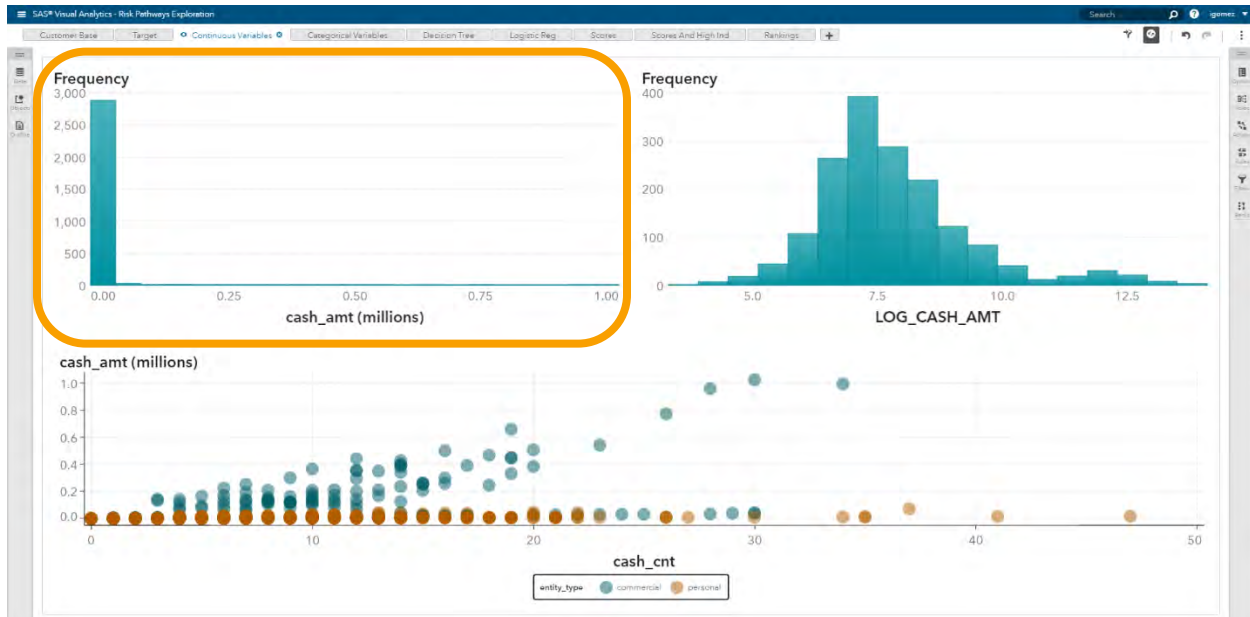 SAS® Visual Analytics - Risk Pathways Exploration
Search
igomez
Customer Base
Target
Continuous Variables
Categorical Variables
Decision Tree
Logistic Reg
Scores
Scores And High Ind
Rankings
Frequency
3,000
2,500
2,000
1,500
1,000
500
0
0.00 0.25 0.50 0.75 1.00
cash_amt (millions)
Frequency
400
300
200
100
0
5.0 7.5 10.0 12.5
LOG_CASH_AMT
cash_amt (millions)
1.0
0.8
0.6
0.4
0.2
0.0
0 10 20 30 40 50
cash_cnt
entity_type commercial personal